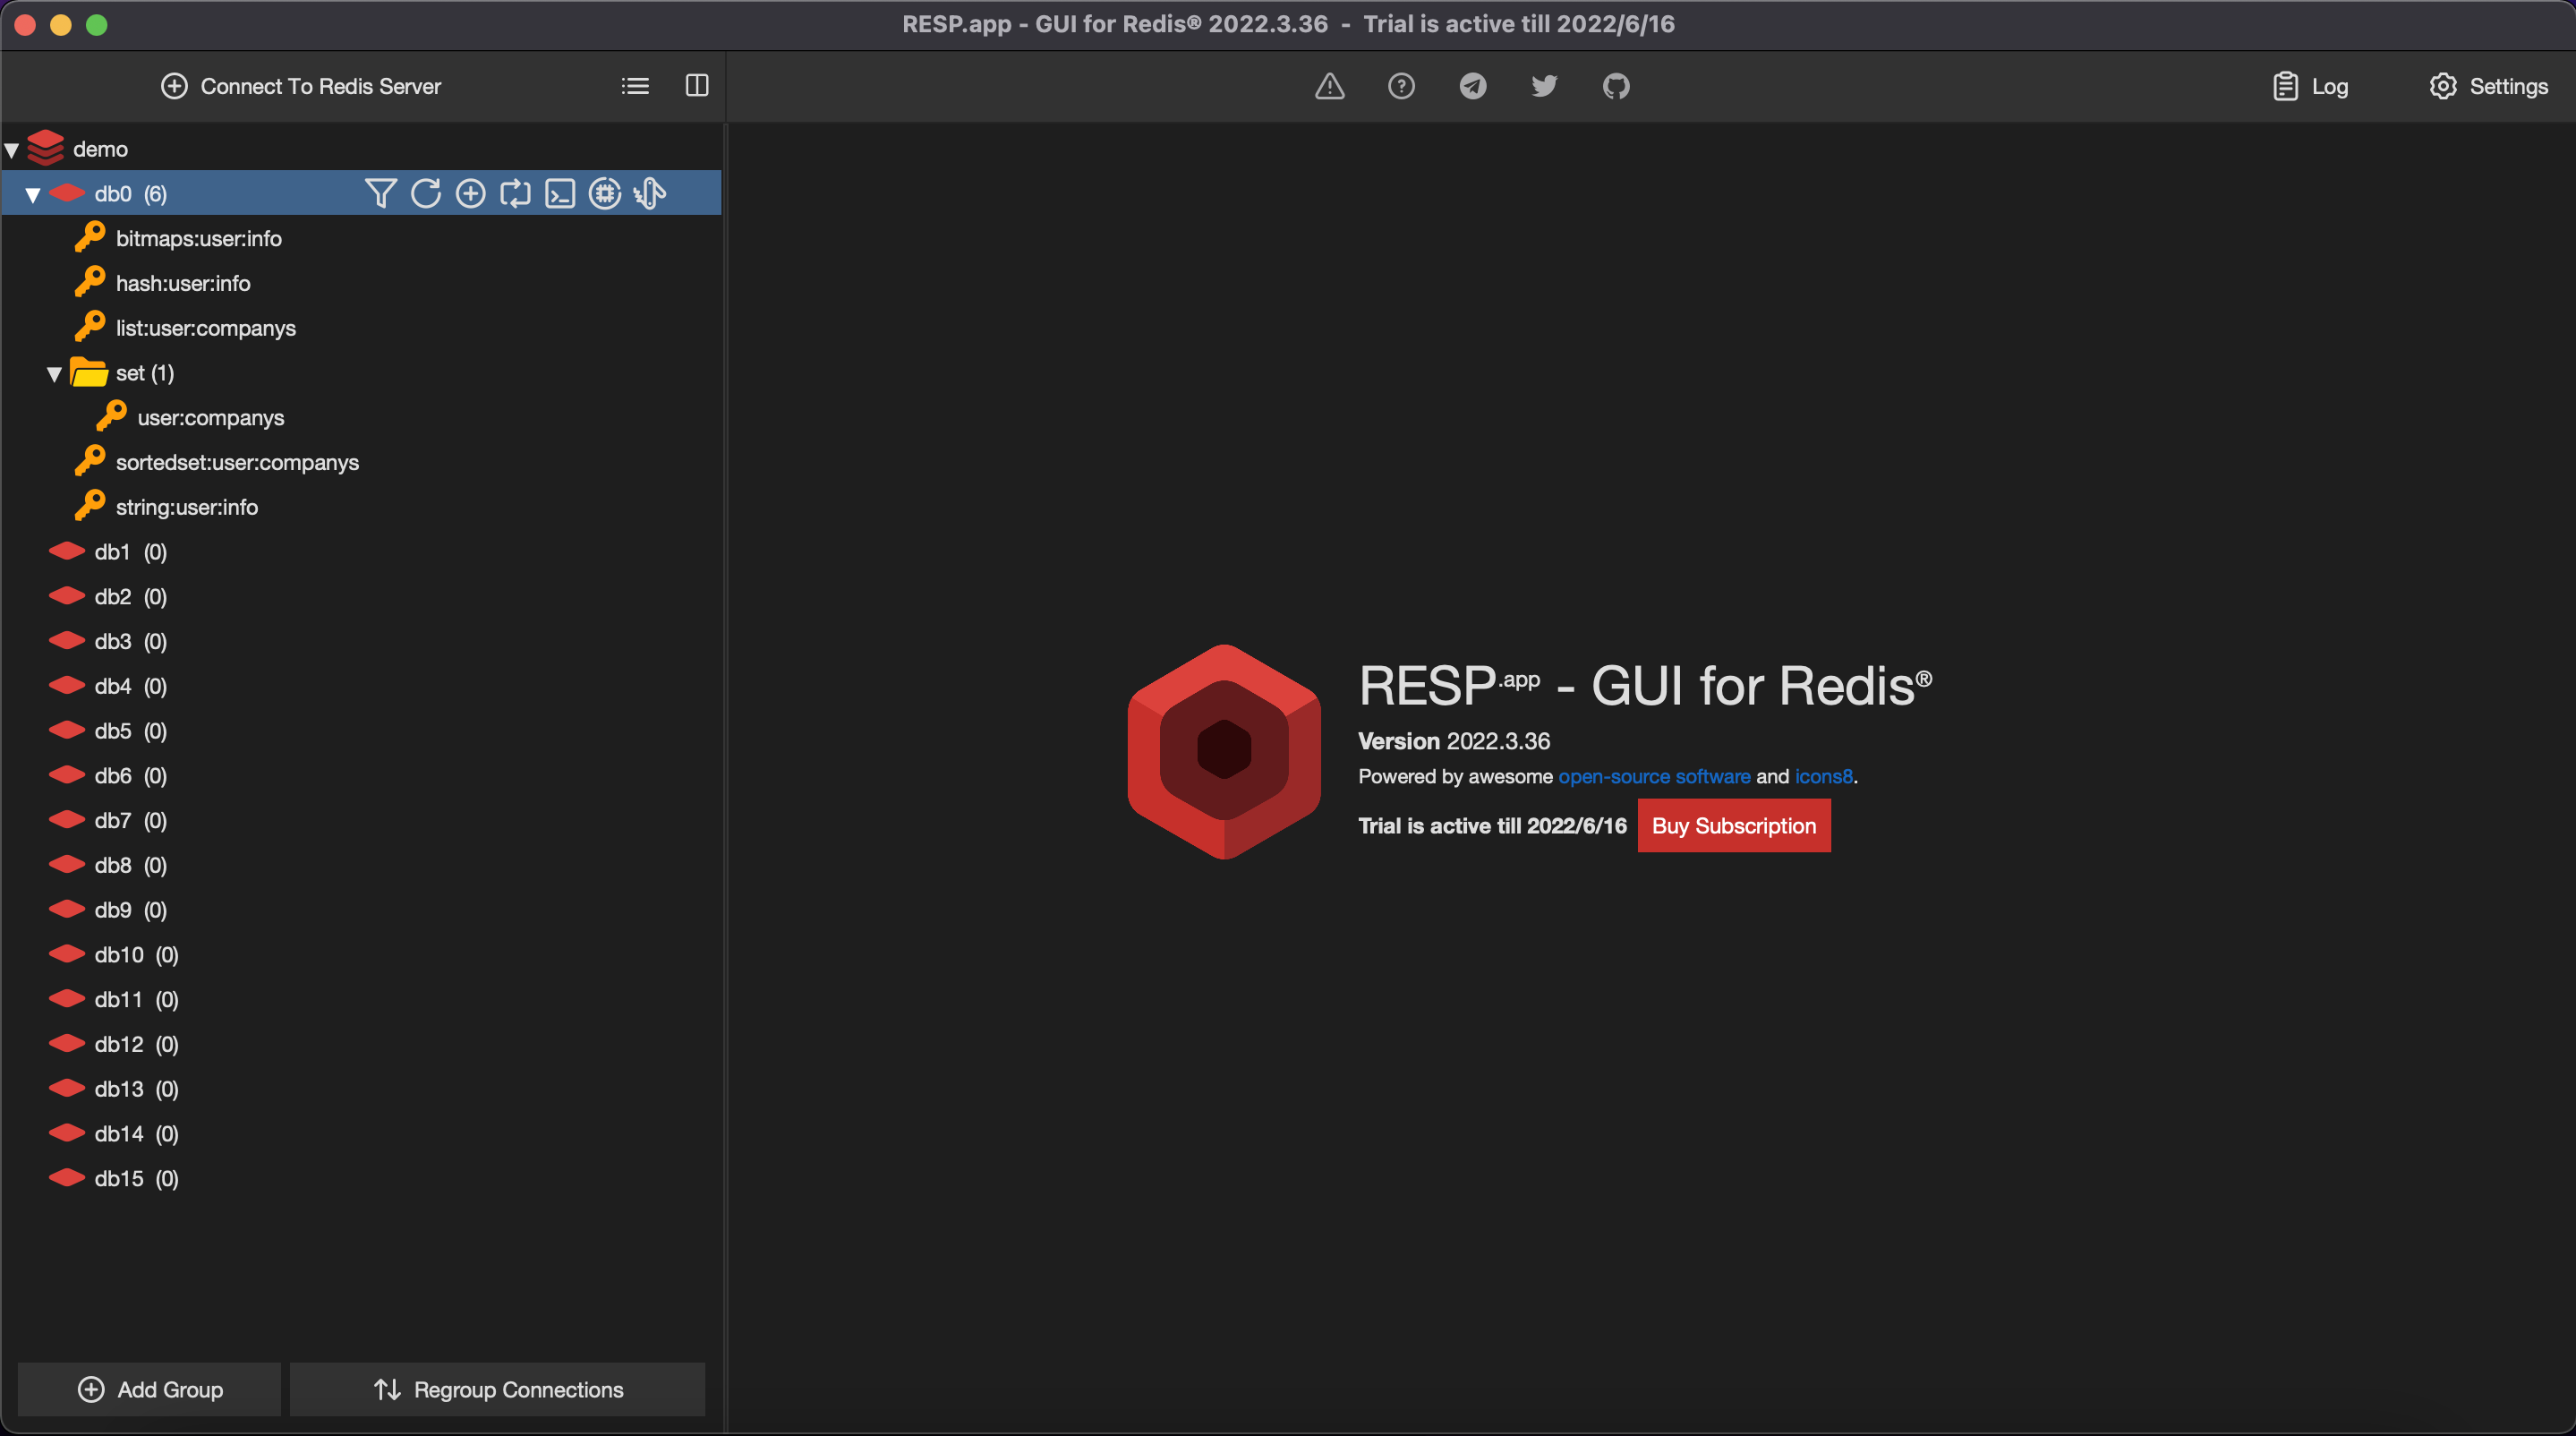 RESP.app - GUI for Redis® 2022.3.36 - Trial is active till 2022/6/16
Connect To Redis Server
Log
Settings
demo
db0 (6)
bitmaps:user:info
hash:user:info
list:user:companys
set (1)
user:companys
sortedset:user:companys
string:user:info
db1 (0)
db2 (0)
db3 (0)
db4 (0)
db5 (0)
db6 (0)
db7 (0)
db8 (0)
db9 (0)
db10 (0)
db11 (0)
db12 (0)
db13 (0)
db14 (0)
db15 (0)
Add Group
Regroup Connections
RESP.app - GUI for Redis®
Version 2022.3.36
Powered by awesome open-source software and icons8.
Trial is active till 2022/6/16
Buy Subscription